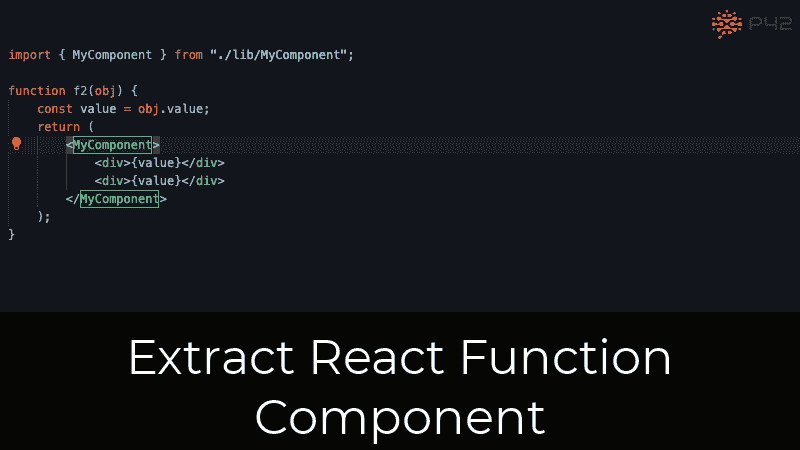 P42
import { MyComponent } from "./lib/MyComponent";
function f2(obj) {
const value = obj.value;
return (
<MyComponent>
<div>{value}</div>
<div>{value}</div>
</MyComponent>
);
}
Extract React Function
Component